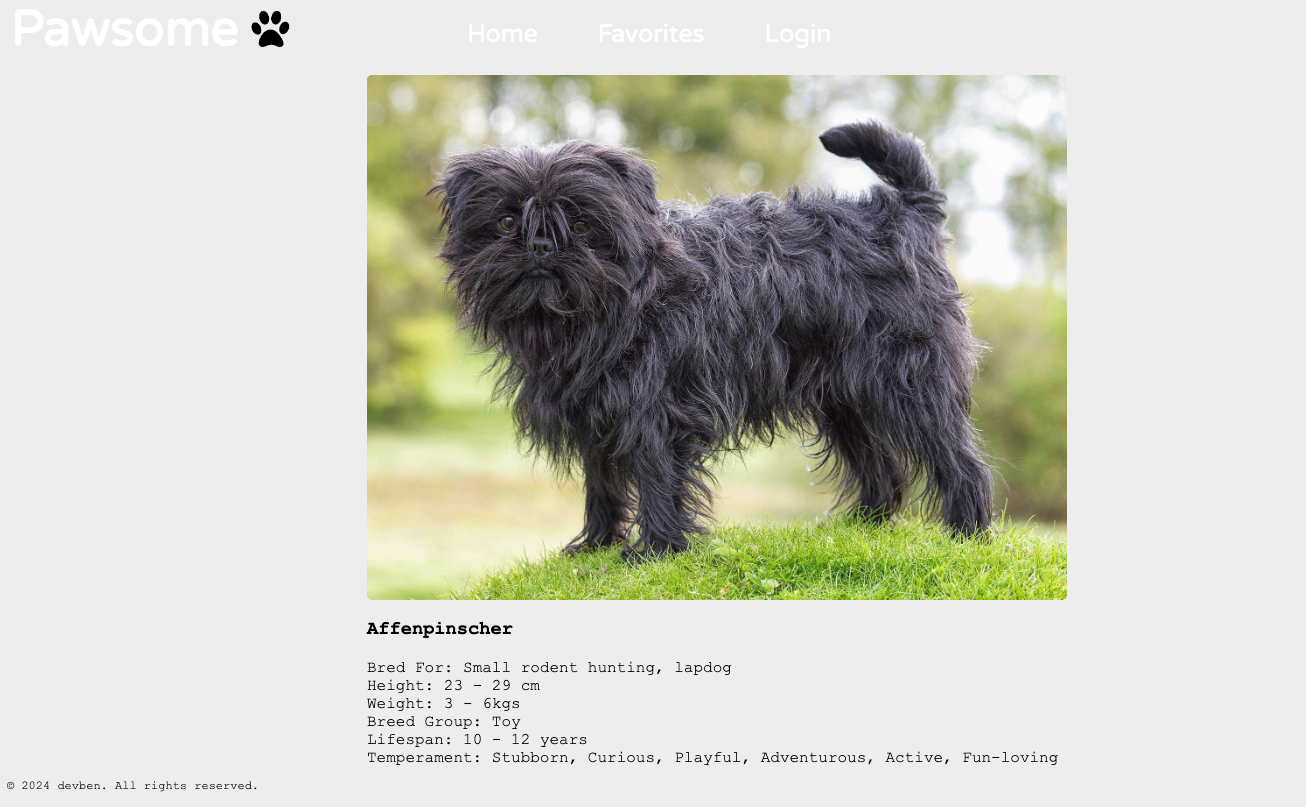 Pawsome
Home Favorites Login
Affenpinscher
Bred For: Small rodent hunting, lapdog
Height: 23 - 29 cm
Weight: 3 - 6kgs
Breed Group: Toy
Lifespan: 10 - 12 years
Temperament: Stubborn, Curious, Playful, Adventurous, Active, Fun-loving
© 2024 devben. All rights reserved.